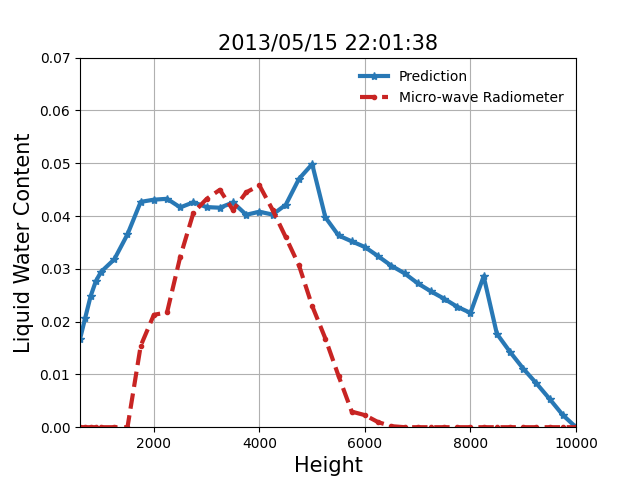 2013/05/15 22:01:38
Prediction
Micro-wave Radiometer
Liquid Water Content
0.07
0.06
0.05
0.04
0.03
0.02
0.01
0.00
2000 4000 6000 8000 10000
Height